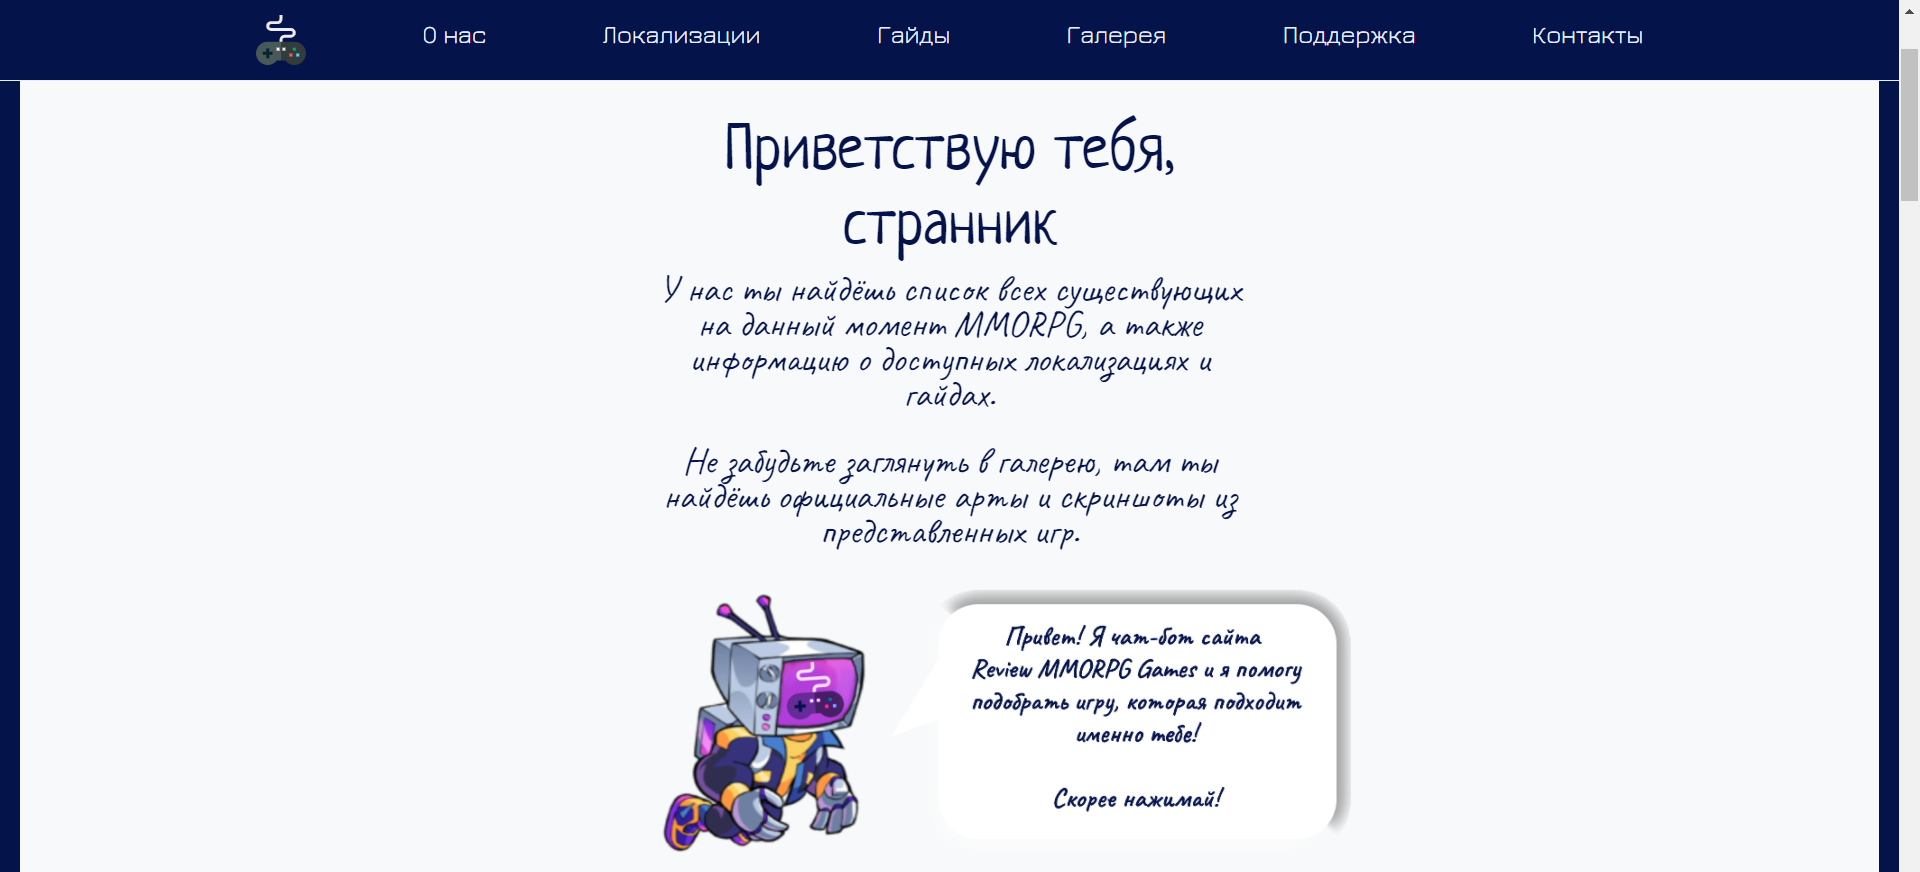 О нас Локализации Гайды Галерея Поддержка Контакты
Приветствую тебя,
странник
У нас ты найдёшь список всех существующих
на данный момент MMORPG, а также
информацию о доступных локализациях и
гайдах.
Не забудьте заглянуть в галерею, там ты
найдёшь официальные арты и скриншоты из
представленных игр.
Привет! Я чат-бот сайта
Review MMORPG Games и я помогу
подобрать игру, которая подходит
именно тебе!
Скорее нажимай!